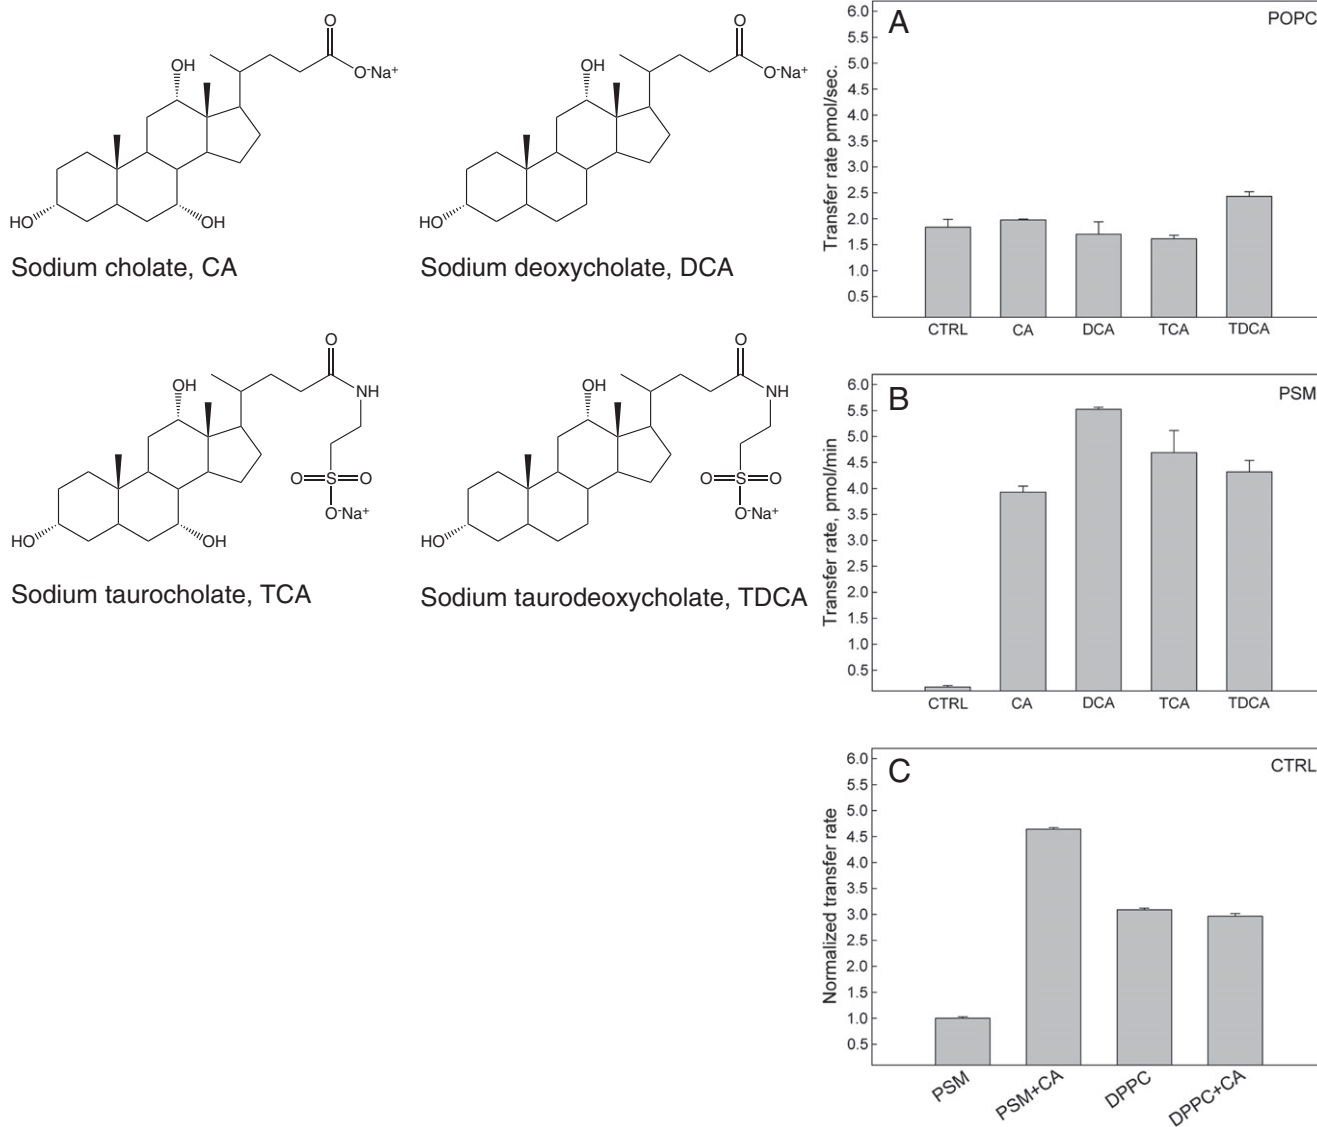 O
OH
O-Na+
HO
OH
Sodium cholate, CA
O
OH
O-Na+
HO
Sodium deoxycholate, DCA
O
OH
NH
O S O
O-Na+
HO
OH
Sodium taurocholate, TCA
O
OH
NH
O S O
O-Na+
HO
Sodium taurodeoxycholate, TDCA
A
POPC
Transfer rate pmol/sec.
6.0
5.5
5.0
4.5
4.0
3.5
3.0
2.5
2.0
1.5
1.0
0.5
CTRL CA DCA TCA TDCA
B
PSM
Transfer rate, pmol/min
6.0
5.5
5.0
4.5
4.0
3.5
3.0
2.5
2.0
1.5
1.0
0.5
CTRL CA DCA TCA TDCA
C
CTRL
Normalized transfer rate
6.0
5.5
5.0
4.5
4.0
3.5
3.0
2.5
2.0
1.5
1.0
0.5
PSM PSM+CA DPPC DPPC+CA